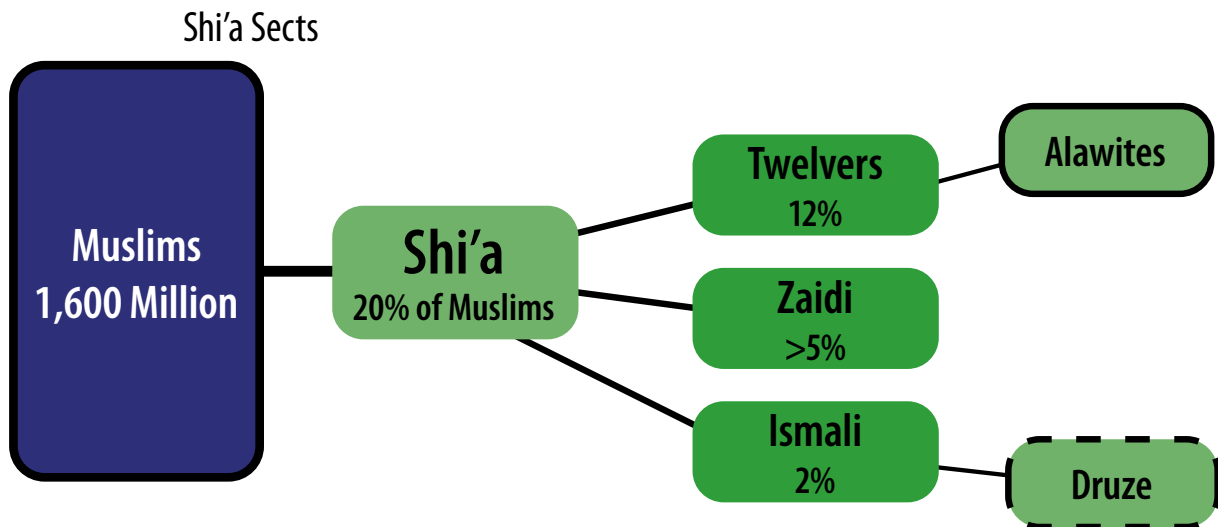 Shi’a Sects
Muslims
1,600 Million
Shi’a
20% of Muslims
Twelvers
12%
Zaidi
>5%
Ismali
2%
Alawites
Druze